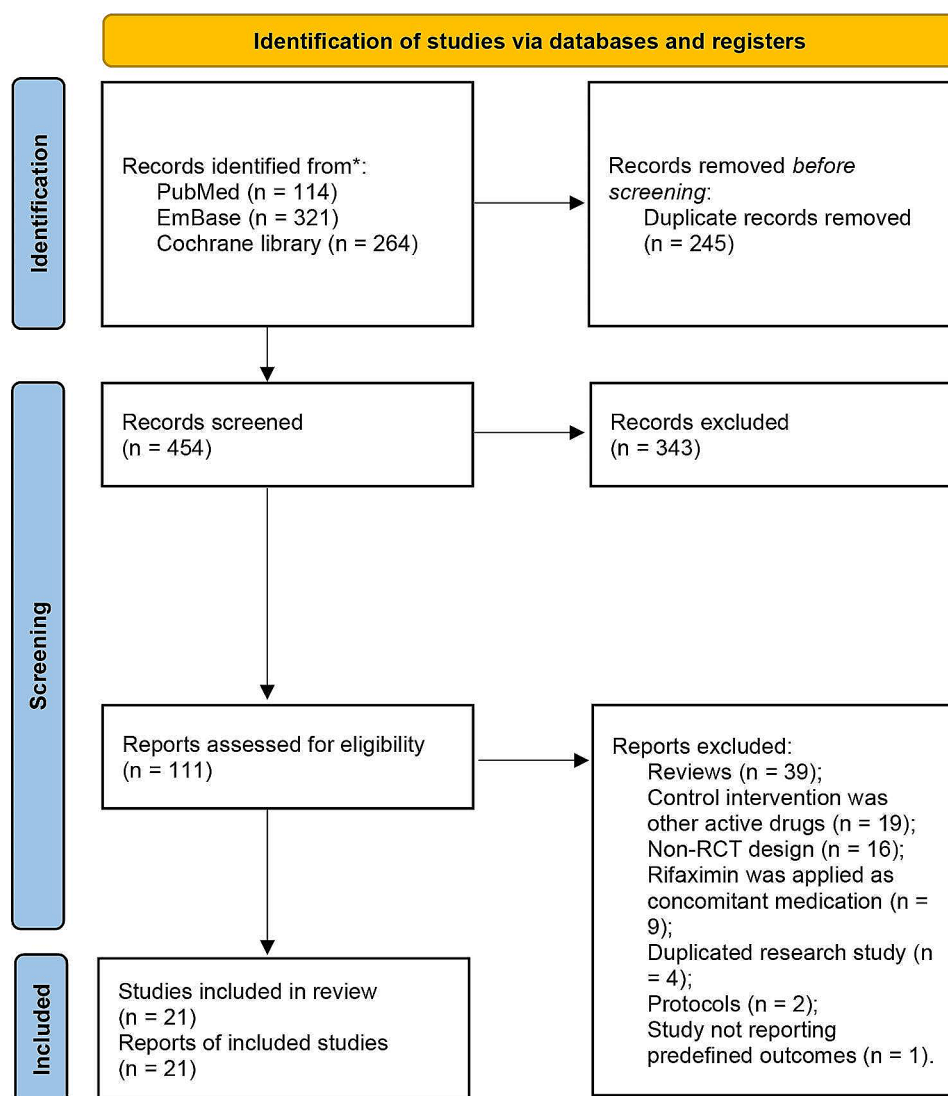 Identification of studies via databases and registers
Identification
Records identified from*:
PubMed (n = 114)
EmBase (n = 321)
Cochrane library (n = 264)
Records removed before
screening:
Duplicate records removed
(n = 245)
Screening
Records screened
(n = 454)
Records excluded
(n = 343)
Reports assessed for eligibility
(n = 111)
Reports excluded:
Reviews (n = 39);
Control intervention was
other active drugs (n = 19);
Non-RCT design (n = 16);
Rifaximin was applied as
concomitant medication (n =
9);
Duplicated research study (n
= 4);
Protocols (n = 2);
Study not reporting
predefined outcomes (n = 1).
Included
Studies included in review
(n = 21)
Reports of included studies
(n = 21)